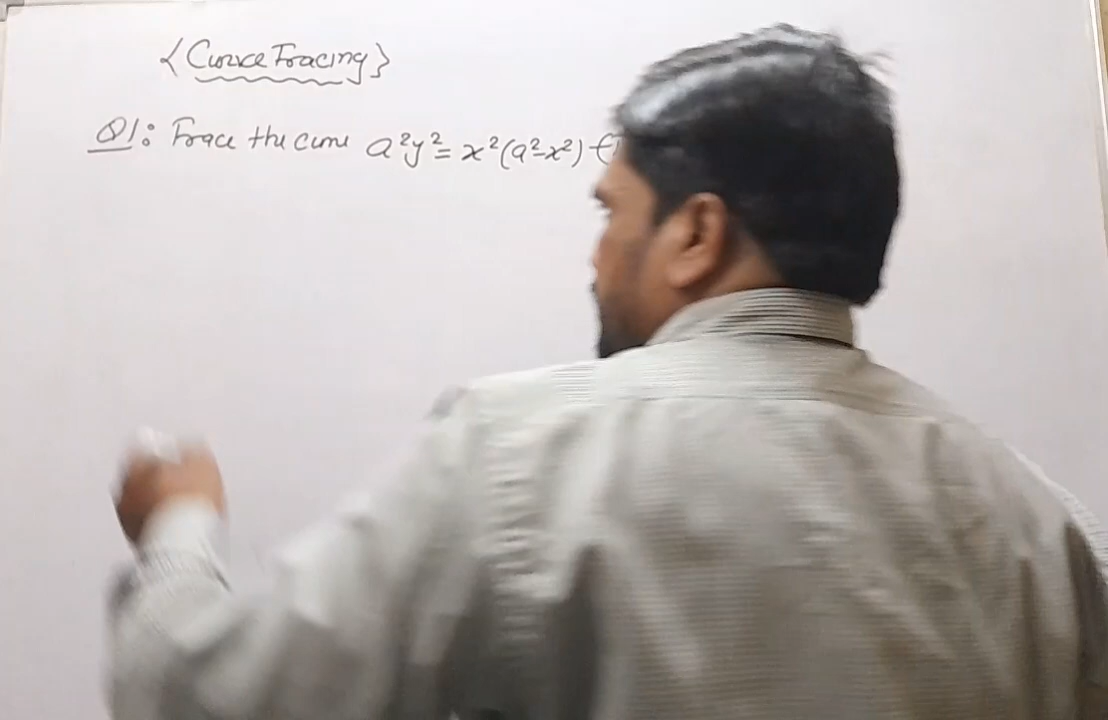 {Curve Tracing}
Q1: Trace the curve a²y² = x²(a²-x²)